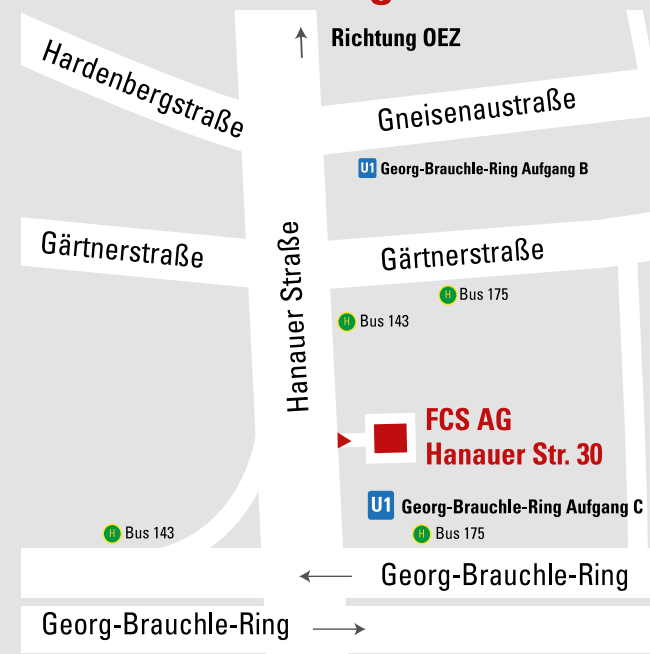 Richtung OEZ
Hardenbergstraße
Gneisenaustraße
U1 Georg-Brauchle-Ring Aufgang B
Gärtnerstraße
Gärtnerstraße
Hanauer Straße
H Bus 175
H Bus 143
FCS AG
Hanauer Str. 30
U1 Georg-Brauchle-Ring Aufgang C
H Bus 143
H Bus 175
Georg-Brauchle-Ring
Georg-Brauchle-Ring